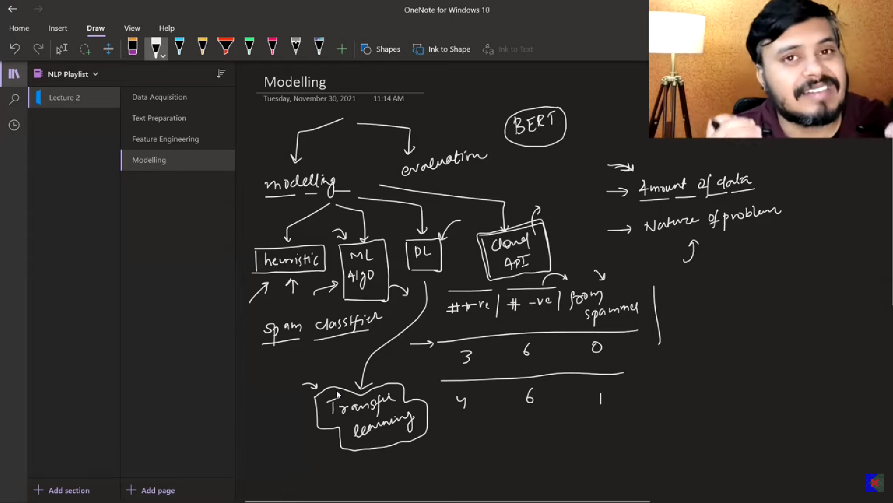 OneNote for Windows 10
Home Insert Draw View Help
Shapes Ink to Shape Ink to Text
NLP Playlist
Lecture 2
Data Acquisition
Text Preparation
Feature Engineering
Modelling
Add section Add page
Modelling
Tuesday, November 30, 2021 11:14 AM
BERT
evaluation
modelling
Amount of data
Nature of problem
heuristic
ML
Algo
DL
Cloud
API
spam classifier
#+ve | # -ve | from
spammer
3 6 0
4 6 1
Transfer
learning